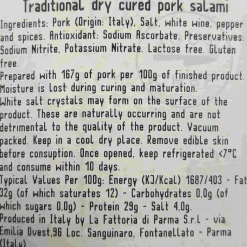 Traditional dry cured pork salami
Ingredients: Pork (Origin: Italy), Salt, white wine, pepper
and spices. Antioxidant: Sodium Ascorbate. Preservatives:
Sodium Nitrite, Potassium Nitrate. Lactose free. Gluten
free.
Prepared with 167g of pork per 100g of finished product.
Moisture is lost during curing and maturation.
White salt crystals may form on the surface of the
product. These are naturally occurring and are not
detrimental to the quality of the product. Vacuum
packed. Keep in a cool dry place. Remove edible skin
before consuption. Once opened, keep refrigerated <7°C
and consume within 10 days.
Typical Values Per 100g: Energy (KJ/Kcal) 1687/403 - Fat
32g (of which saturates 12) - Carbohydrates 0,0g (of
which 0,0g) - Protein 29g - Salt 4.0g.
Produced in Italy by La Fattoria di Parma S.r.l - via
Emilia Ovest,96 Loc. Sanguinaro, Fontanellato - Parma
(Italy)